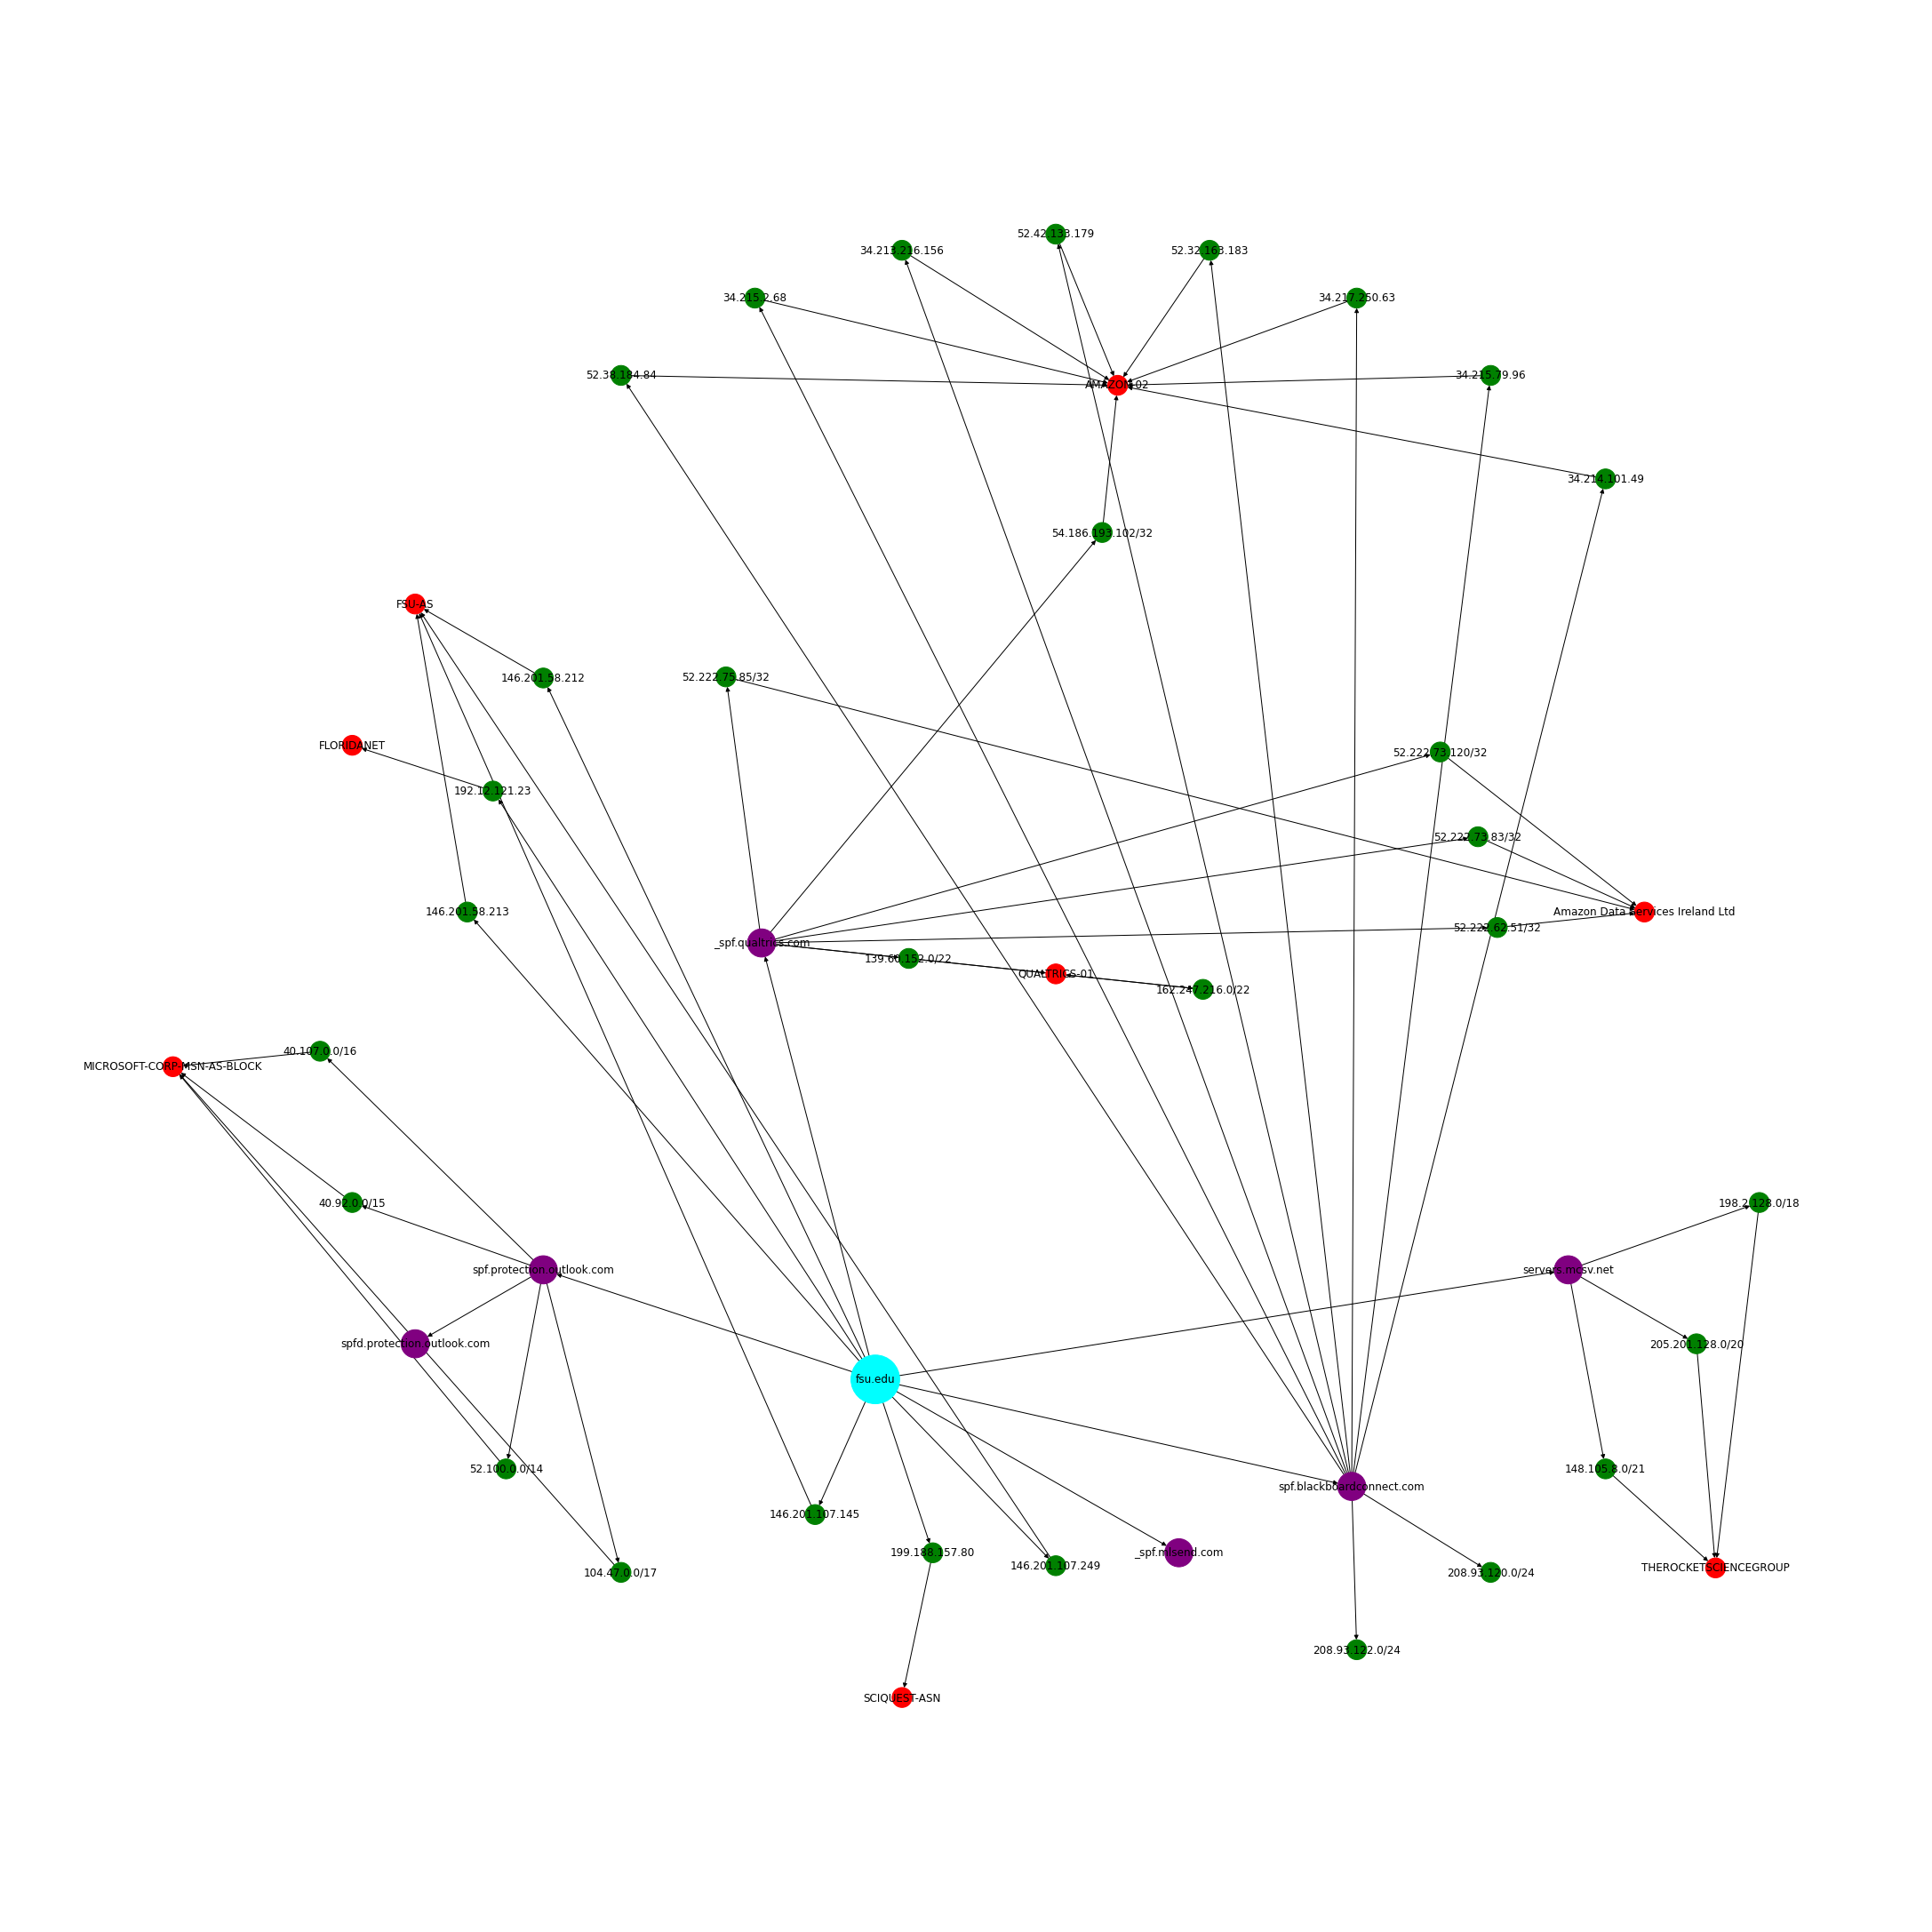 52.42.133.179
34.213.216.156
52.32.163.183
34.215.2.68
34.217.250.63
52.38.184.84
34.215.79.96
AMAZON-02
34.214.101.49
54.186.193.102/32
FSU-AS
146.201.58.212
52.222.75.85/32
FLORIDANET
52.222.73.120/32
192.12.121.23
52.222.73.83/32
146.201.58.213
Amazon Data Services Ireland Ltd
52.222.62.51/32
_spf.qualtrics.com
139.60.152.0/22
QUALTRICS-01
162.247.216.0/22
40.107.0.0/16
MICROSOFT-CORP-MSN-AS-BLOCK
40.92.0.0/15
198.2.128.0/18
spf.protection.outlook.com
servers.mcsv.net
spfd.protection.outlook.com
205.201.128.0/20
fsu.edu
52.100.0.0/14
148.105.8.0/21
spf.blackboardconnect.com
146.201.107.145
199.188.157.80
_spf.mlsend.com
146.201.107.249
THEROCKETSCIENCEGROUP
104.47.0.0/17
208.93.120.0/24
208.93.122.0/24
SCIQUEST-ASN